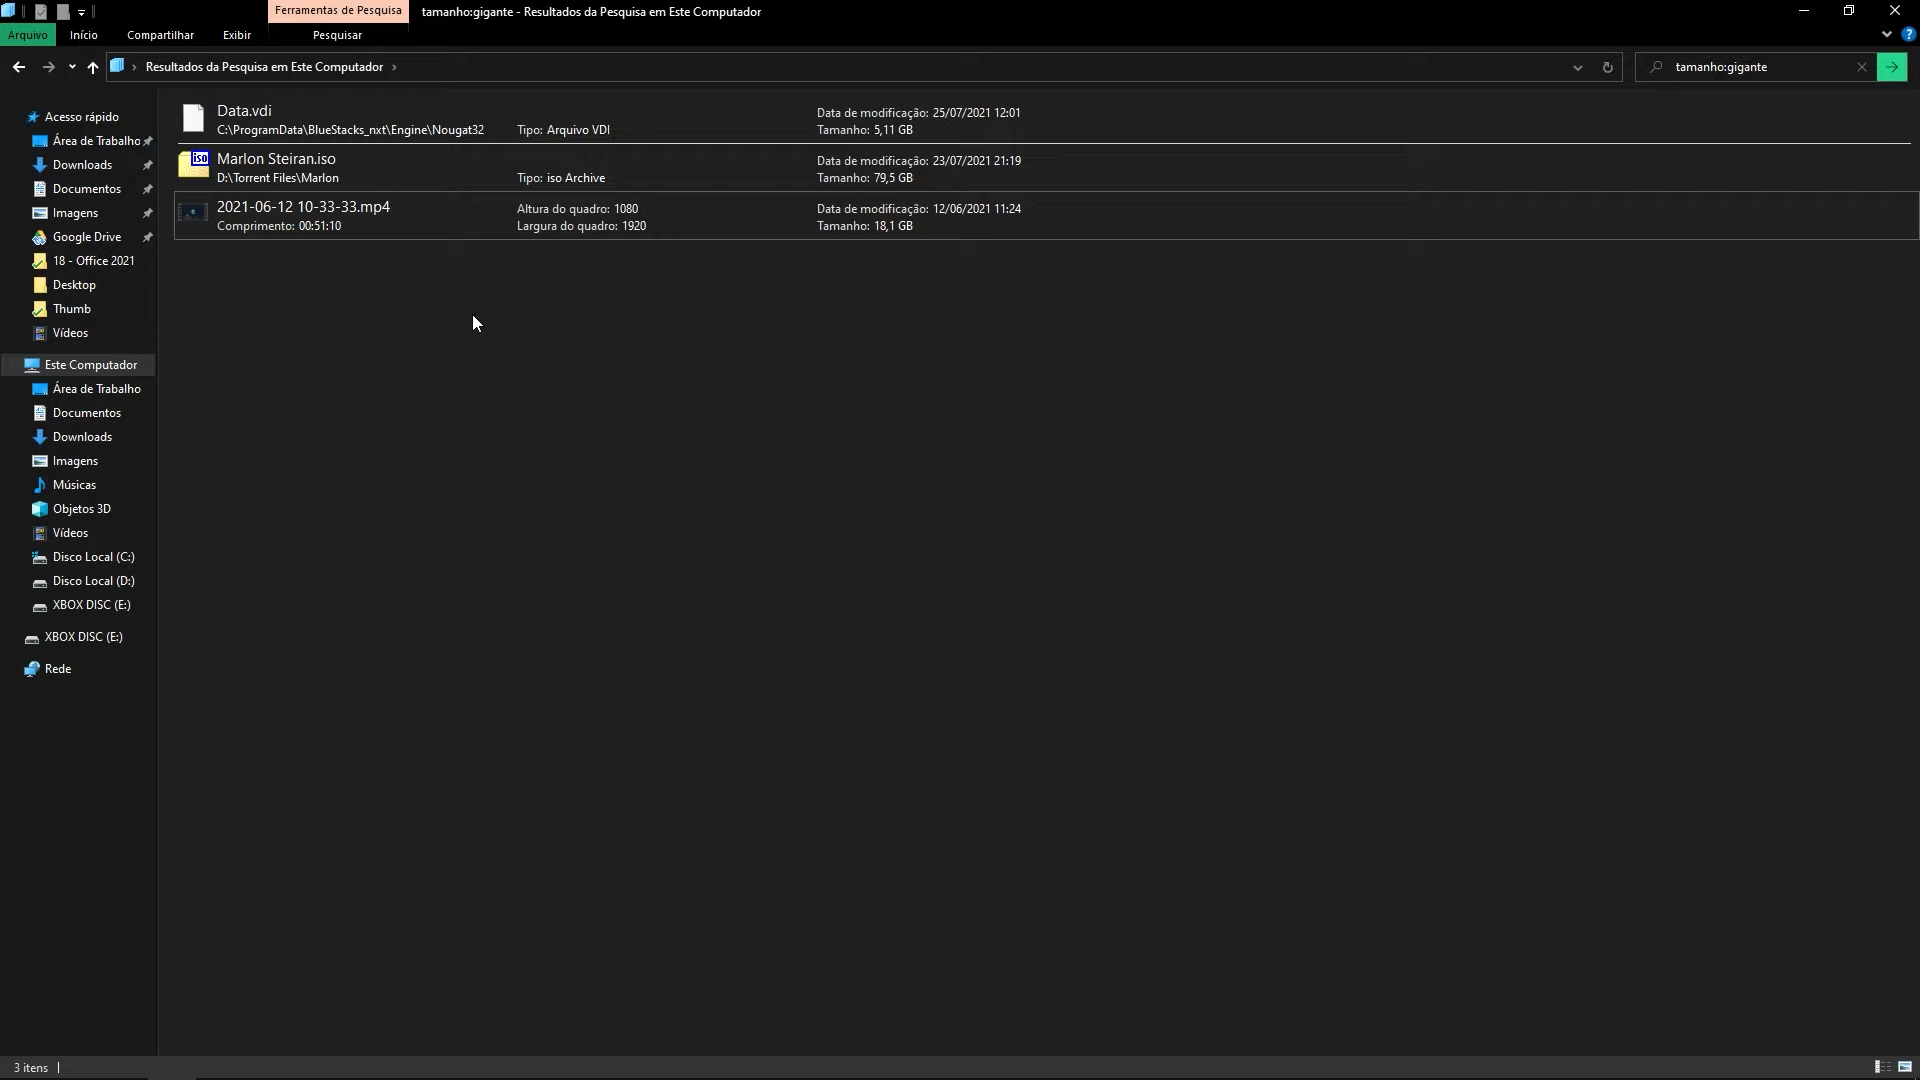 Ferramentas de Pesquisa
tamanho:gigante - Resultados da Pesquisa em Este Computador
Arquivo
Início
Compartilhar
Exibir
Pesquisar
?
Resultados da Pesquisa em Este Computador
tamanho:gigante
Acesso rápido
Área de Trabalho
Downloads
Documentos
Imagens
Google Drive
18 - Office 2021
Desktop
Thumb
Vídeos
Este Computador
Área de Trabalho
Documentos
Downloads
Imagens
Músicas
Objetos 3D
Vídeos
Disco Local (C:)
Disco Local (D:)
XBOX DISC (E:)
XBOX DISC (E:)
Rede
Data.vdi
C:\ProgramData\BlueStacks_nxt\Engine\Nougat32
Tipo: Arquivo VDI
Data de modificação: 25/07/2021 12:01
Tamanho: 5,11 GB
iso
Marlon Steiran.iso
D:\Torrent Files\Marlon
Tipo: iso Archive
Data de modificação: 23/07/2021 21:19
Tamanho: 79,5 GB
2021-06-12 10-33-33.mp4
Comprimento: 00:51:10
Altura do quadro: 1080
Largura do quadro: 1920
Data de modificação: 12/06/2021 11:24
Tamanho: 18,1 GB
3 itens